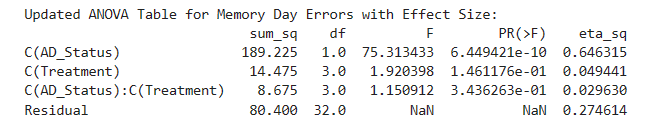 Updated ANOVA Table for Memory Day Errors with Effect Size:
sum_sq df F PR(>F) eta_sq
C(AD_Status) 189.225 1.0 75.313433 6.449421e-10 0.646315
C(Treatment) 14.475 3.0 1.920398 1.461176e-01 0.049441
C(AD_Status):C(Treatment) 8.675 3.0 1.150912 3.436263e-01 0.029630
Residual 80.400 32.0 NaN NaN 0.274614